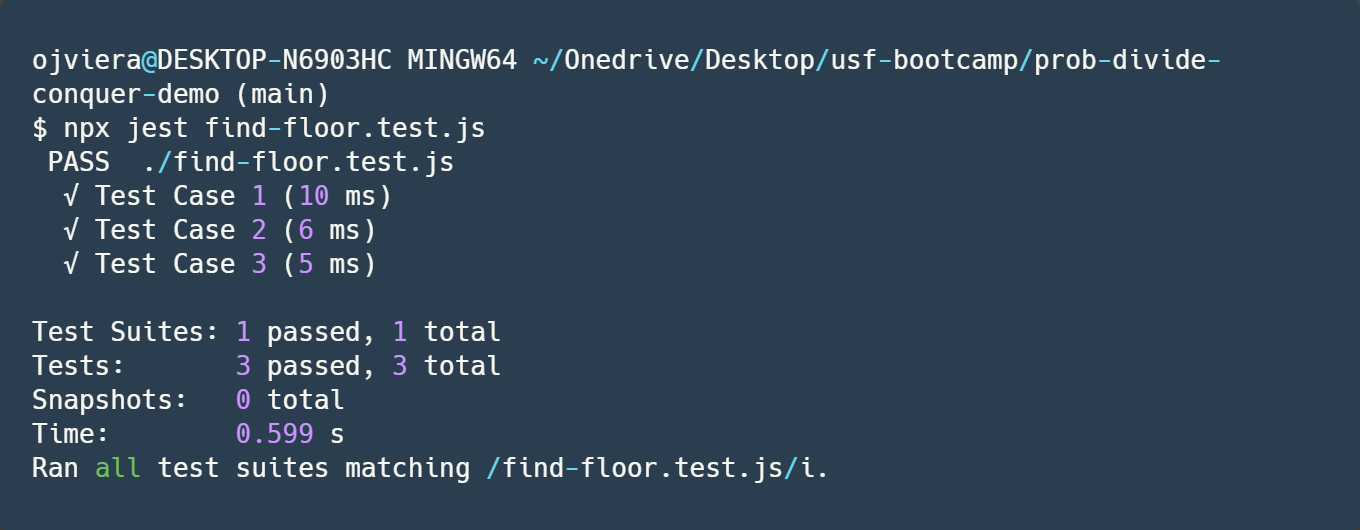 ojviera@DESKTOP-N6903HC MINGW64 ~/Onedrive/Desktop/usf-bootcamp/prob-divide-
conquer-demo (main)
$ npx jest find-floor.test.js
PASS  ./find-floor.test.js
√ Test Case 1 (10 ms)
√ Test Case 2 (6 ms)
√ Test Case 3 (5 ms)
Test Suites: 1 passed, 1 total
Tests:       3 passed, 3 total
Snapshots:   0 total
Time:        0.599 s
Ran all test suites matching /find-floor.test.js/i.